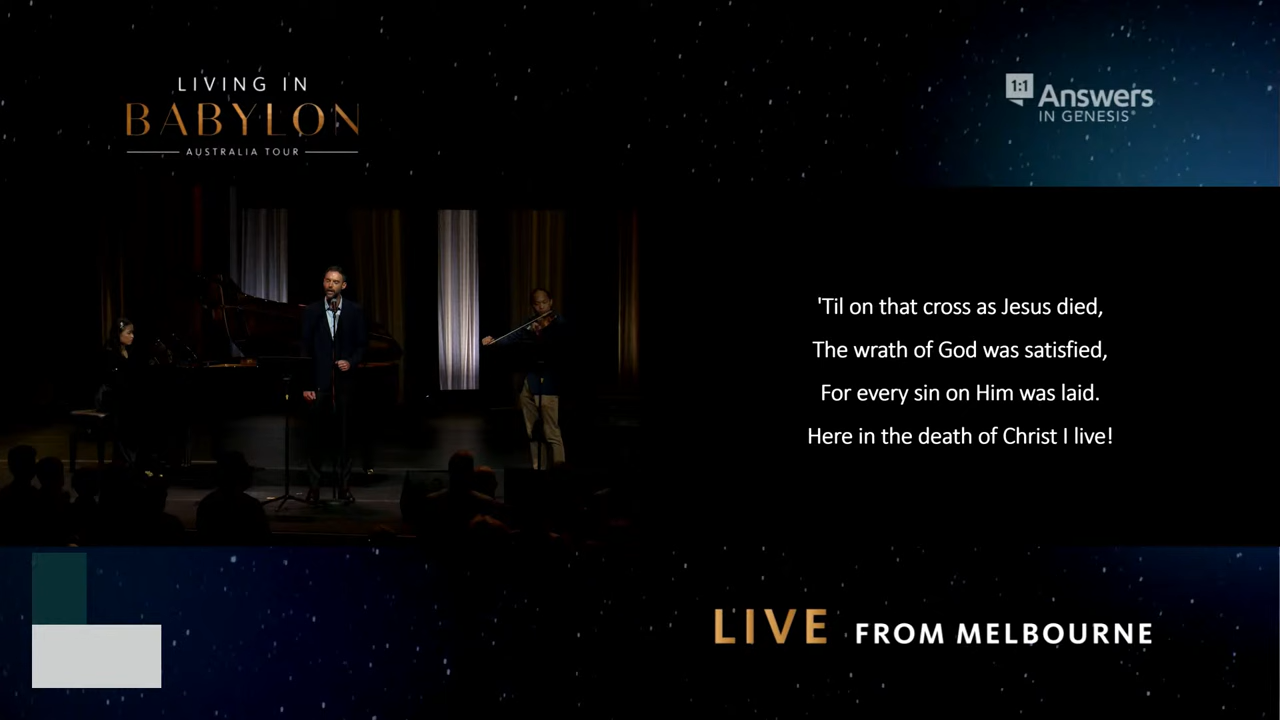 LIVING IN
BABYLON
AUSTRALIA TOUR
1:1
Answers
IN GENESIS®
'Til on that cross as Jesus died,
The wrath of God was satisfied,
For every sin on Him was laid.
Here in the death of Christ I live!
LIVE FROM MELBOURNE